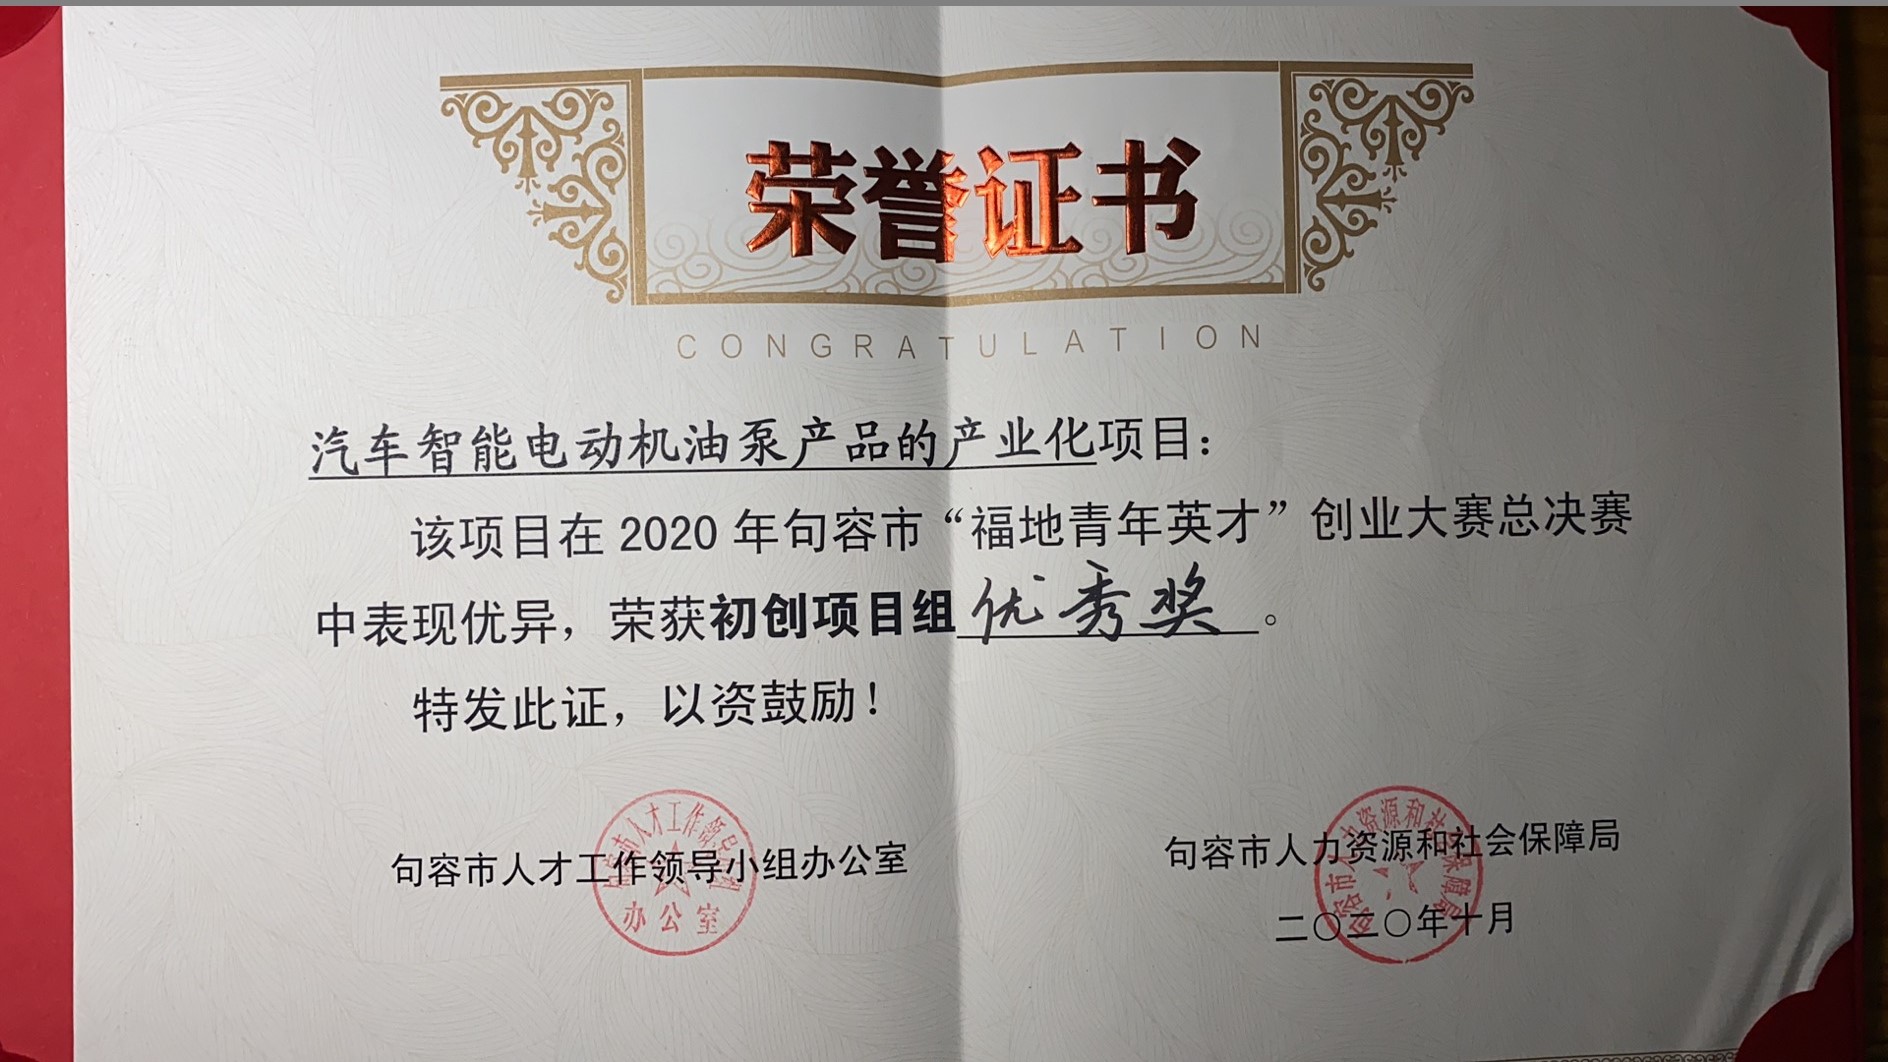 荣誉证书
CONGRATULATION
汽车智能电动机油泵产品的产业化项目：
该项目在2020年句容市“福地青年英才”创业大赛总决赛
中表现优异，荣获初创项目组优秀奖。
特发此证，以资鼓励！
句容市人才工作领导小组办公室
句容市人力资源和社会保障局
二〇二〇年十月
办公室